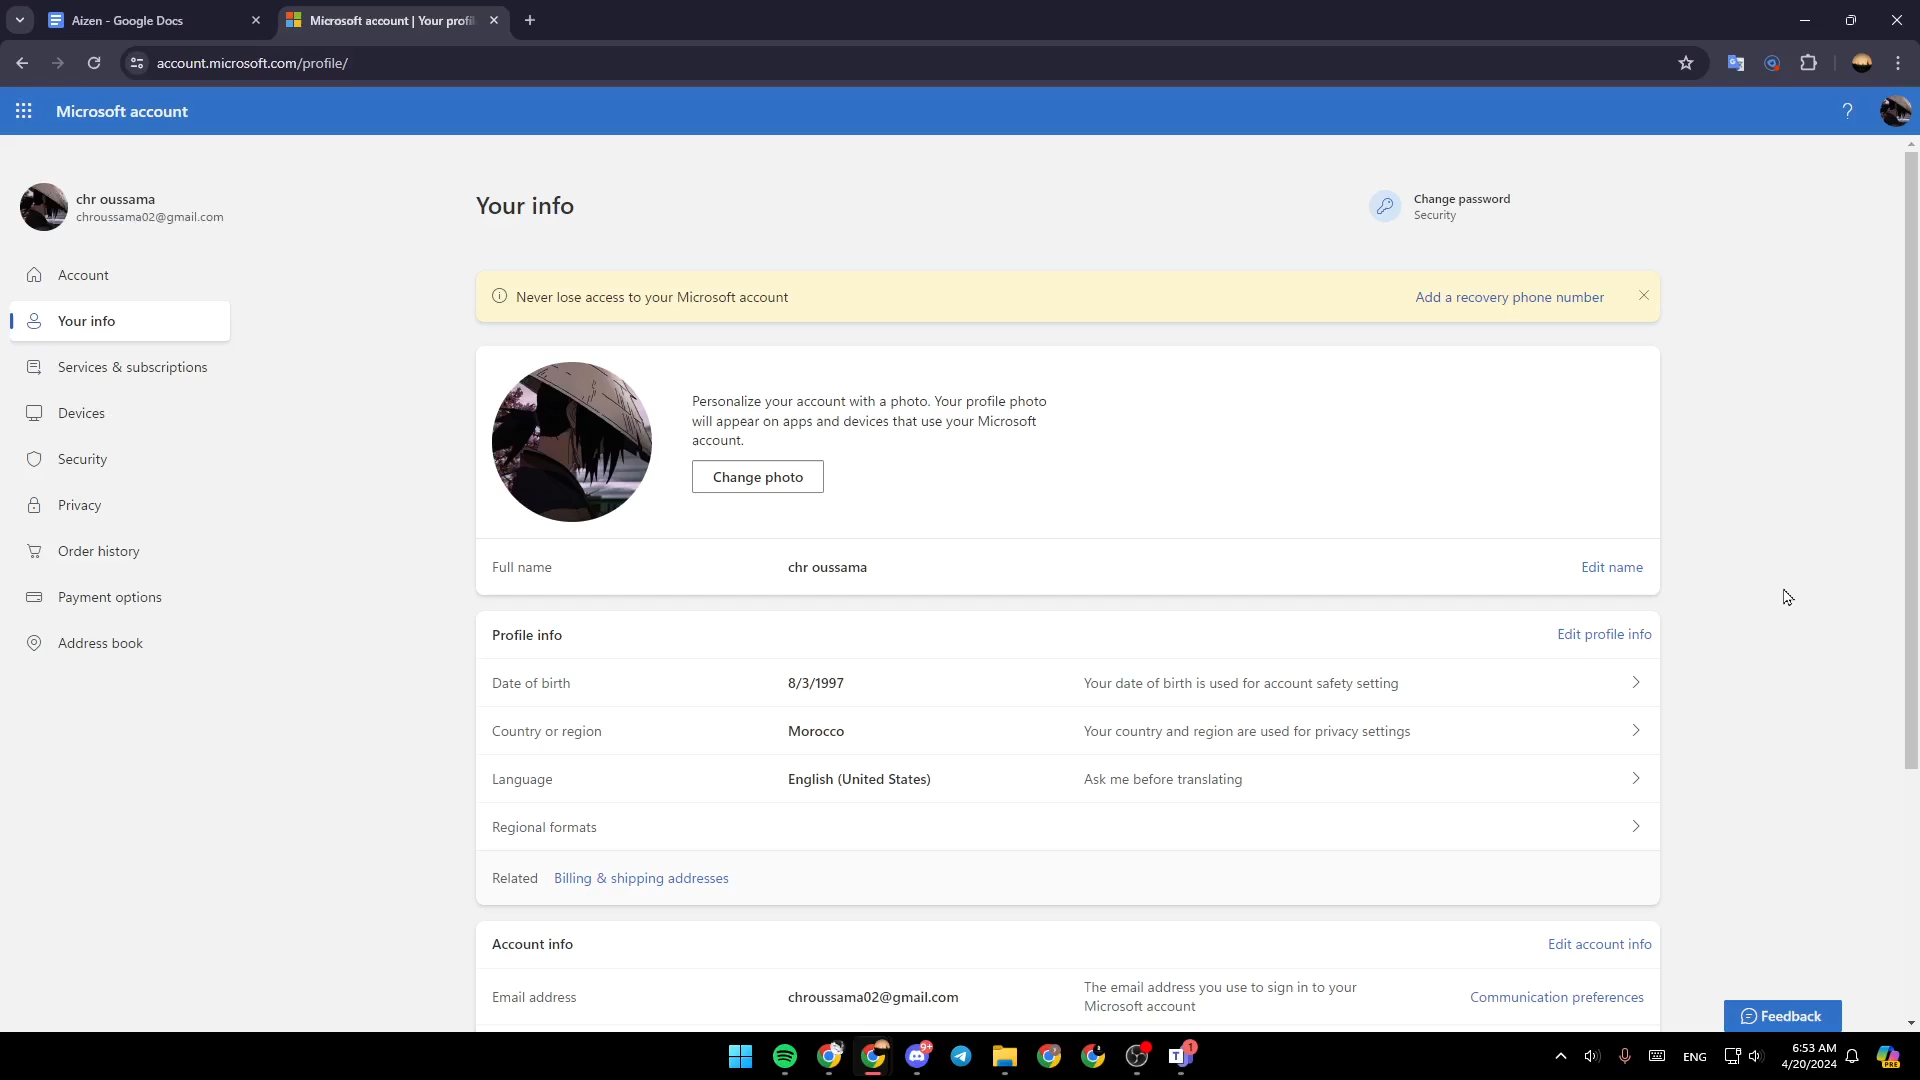 Aizen - Google Docs
Microsoft account | Your profil
account.microsoft.com/profile/
Microsoft account
?
chr oussama
chroussama02@gmail.com
Account
Your info
Services & subscriptions
Devices
Security
Privacy
Order history
Payment options
Address book
Your info
Change password
Security
Never lose access to your Microsoft account
Add a recovery phone number
Personalize your account with a photo. Your profile photo
will appear on apps and devices that use your Microsoft
account.
Change photo
Full name
chr oussama
Edit name
Profile info
Edit profile info
Date of birth
8/3/1997
Your date of birth is used for account safety setting
Country or region
Morocco
Your country and region are used for privacy settings
Language
English (United States)
Ask me before translating
Regional formats
Related
Billing & shipping addresses
Account info
Edit account info
Email address
chroussama02@gmail.com
The email address you use to sign in to your
Microsoft account
Communication preferences
Feedback
9+
T
1
ENG
6:53 AM
4/20/2024
PRE